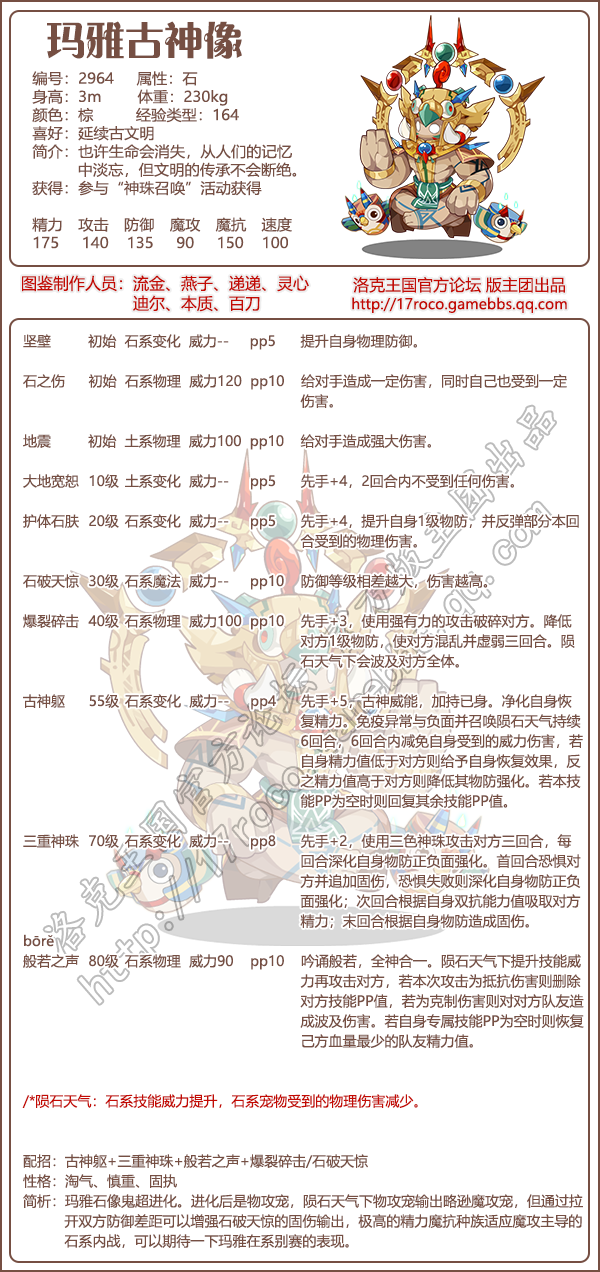 玛雅古神像
编号：2964 属性：石
身高：3m 体重：230kg
颜色：棕 经验类型：164
喜好：延续古文明
简介：也许生命会消失，从人们的记忆
中淡忘，但文明的传承不会断绝。
获得：参与“神珠召唤”活动获得
精力 攻击 防御 魔攻 魔抗 速度
175 140 135 90 150 100
图鉴制作人员：流金、燕子、递递、灵心
迪尔、本质、百刀
洛克王国官方论坛 版主团出品
http://17roco.gamebbs.qq.com
坚壁 初始 石系变化 威力-- pp5 提升自身物理防御。
石之伤 初始 石系物理 威力120 pp10 给对手造成一定伤害，同时自己也受到一定
伤害。
地震 初始 土系物理 威力100 pp10 给对手造成强大伤害。
大地宽恕 10级 土系变化 威力-- pp5 先手+4，2回合内不受到任何伤害。
护体石肤 20级 石系变化 威力-- pp5 先手+4，提升自身1级物防，并反弹部分本回
合受到的物理伤害。
石破天惊 30级 石系魔法 威力-- pp10 防御等级相差越大，伤害越高。
爆裂碎击 40级 石系物理 威力100 pp10 先手+3，使用强有力的攻击破碎对方。降低
对方1级物防，使对方混乱并虚弱三回合。陨
石天气下会波及对方全体。
古神躯 55级 石系变化 威力-- pp4 先手+5，古神威能，加持已身。净化自身恢
复精力。免疫异常与负面并召唤陨石天气持续
6回合，6回合内减免自身受到的威力伤害，若
自身精力值低于对方则给予自身恢复效果，反
之精力值高于对方则降低其物防强化。若本技
能PP为空时则回复其余技能PP值。
三重神珠 70级 石系变化 威力-- pp8 先手+2，使用三色神珠攻击对方三回合，每
回合深化自身物防正负面强化。首回合恐惧对
方并追加固伤，恐惧失败则深化自身物防正负
面强化；次回合根据自身双抗能力值吸取对方
精力；末回合根据自身物防造成固伤。
bōrě
般若之声 80级 石系物理 威力90 pp10 吟诵般若，全神合一。陨石天气下提升技能威
力再攻击对方，若本次攻击为抵抗伤害则删除
对方技能PP值，若为克制伤害则对对方队友造
成波及伤害。若自身专属技能PP为空时则恢复
己方血量最少的队友精力值。
/*陨石天气：石系技能威力提升，石系宠物受到的物理伤害减少。
配招：古神躯+三重神珠+般若之声+爆裂碎击/石破天惊
性格：淘气、慎重、固执
简析：玛雅石像鬼超进化。进化后是物攻宠，陨石天气下物攻宠输出略逊魔攻宠，但通过拉
开双方防御差距可以增强石破天惊的固伤输出，极高的精力魔抗种族适应魔攻主导的
石系内战，可以期待一下玛雅在系别赛的表现。
洛克王国官方论坛 版主团出品
http://17roco.gamebbs.qq.com